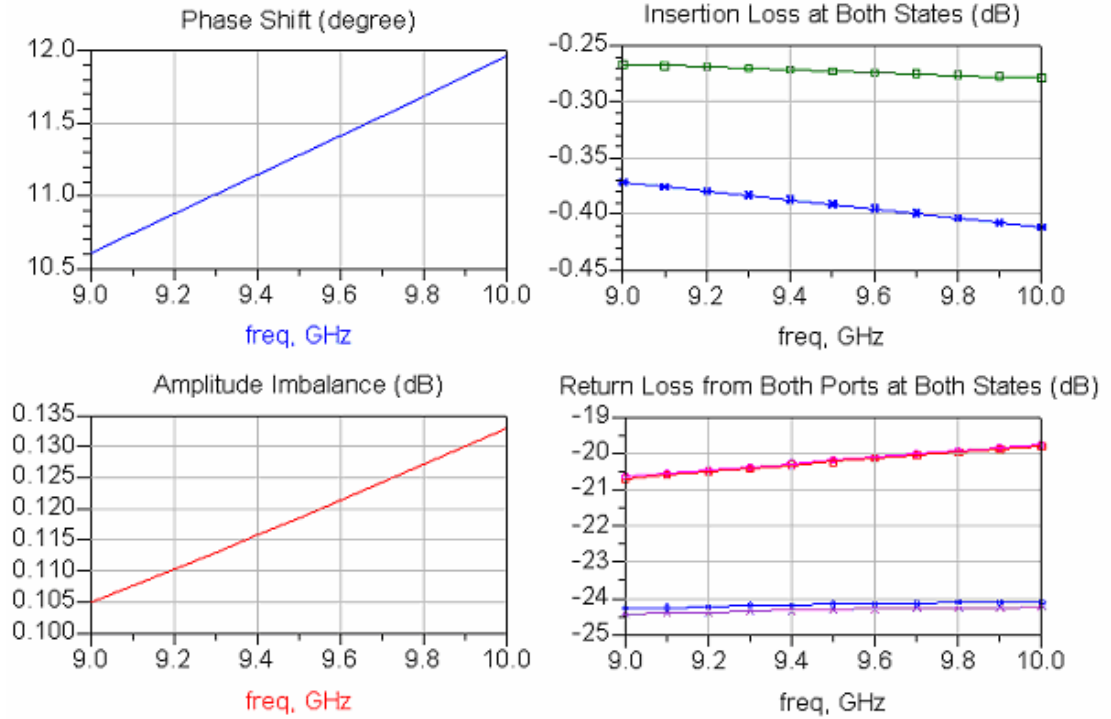 Phase Shift (degree)
12.0
11.5
11.0
10.5
9.0 9.2 9.4 9.6 9.8 10.0
freq, GHz
Insertion Loss at Both States (dB)
-0.25
-0.30
-0.35
-0.40
-0.45
9.0 9.2 9.4 9.6 9.8 10.0
freq, GHz
Amplitude Imbalance (dB)
0.135
0.130
0.125
0.120
0.115
0.110
0.105
0.100
9.0 9.2 9.4 9.6 9.8 10.0
freq, GHz
Return Loss from Both Ports at Both States (dB)
-19
-20
-21
-22
-23
-24
-25
9.0 9.2 9.4 9.6 9.8 10.0
freq, GHz